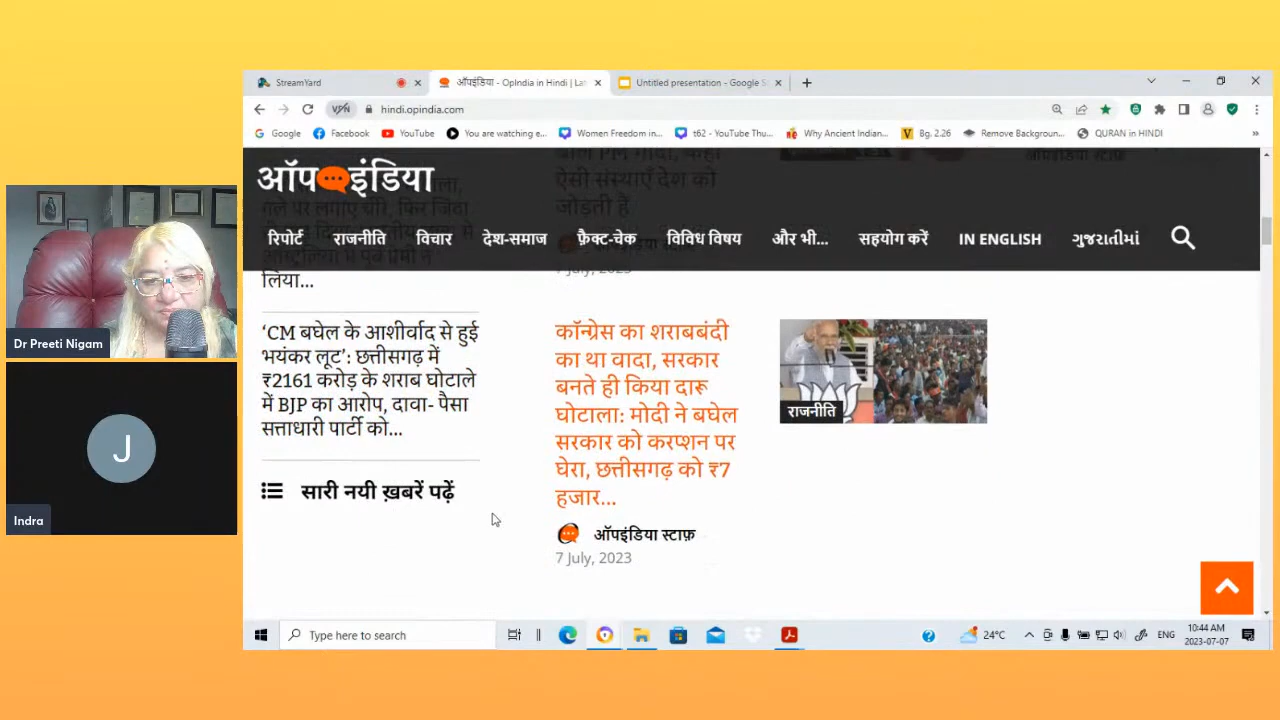 StreamYard
ऑपइंडिया - OpIndia in Hindi | La
Untitled presentation - Google S
VPN
hindi.opindia.com
Google
Facebook
YouTube
You are watching e...
Women Freedom in...
t62 - YouTube Thu...
Why Ancient Indian...
Bg. 2.26
Remove Backgroun...
QURAN in HINDI
»
ऑपइंडिया
ऐसी संस्थाएँ देश को
जोड़ती हैं
रिपोर्ट
राजनीति
विचार
देश-समाज
फ़ैक्ट-चेक
विविध विषय
और भी...
सहयोग करें
IN ENGLISH
ગુજરાતીમાં
लिया...
7 July, 2023
‘CM बघेल के आशीर्वाद से हुई
भयंकर लूट’: छत्तीसगढ़ में
₹2161 करोड़ के शराब घोटाले
में BJP का आरोप, दावा- पैसा
सत्ताधारी पार्टी को...
सारी नयी ख़बरें पढ़ें
कॉन्ग्रेस का शराबबंदी
का था वादा, सरकार
बनते ही किया दारू
घोटाला: मोदी ने बघेल
सरकार को करप्शन पर
घेरा, छत्तीसगढ़ को ₹7
हजार...
ऑपइंडिया स्टाफ़
7 July, 2023
राजनीति
Dr Preeti Nigam
J
Indra
Type here to search
24°C
ENG
10:44 AM
2023-07-07